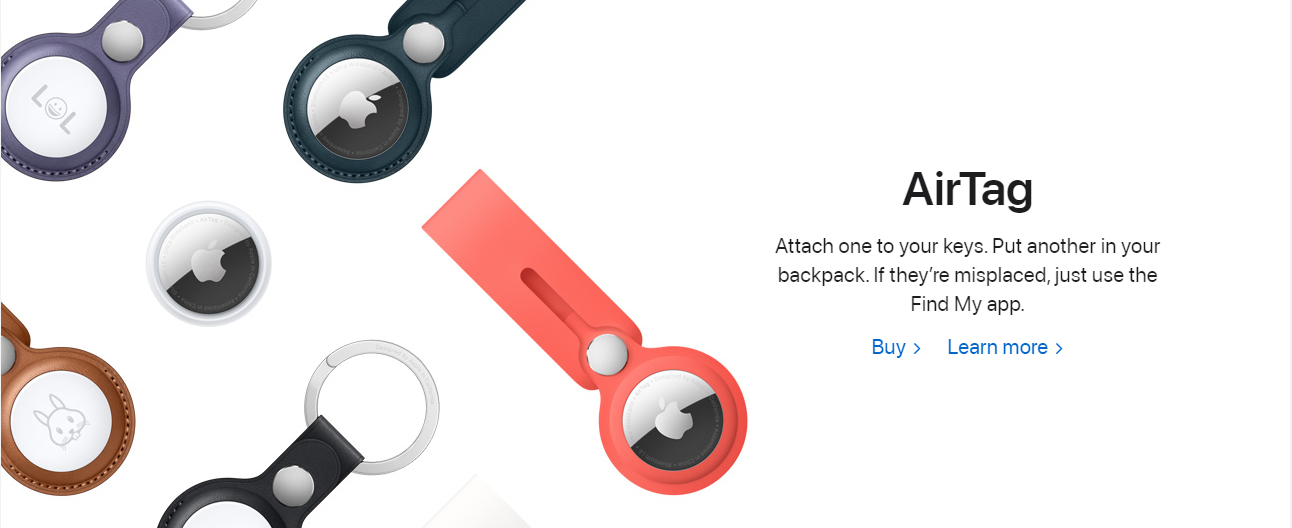 LOL
AirTag
Attach one to your keys. Put another in your
backpack. If they’re misplaced, just use the
Find My app.
Buy >
Learn more >